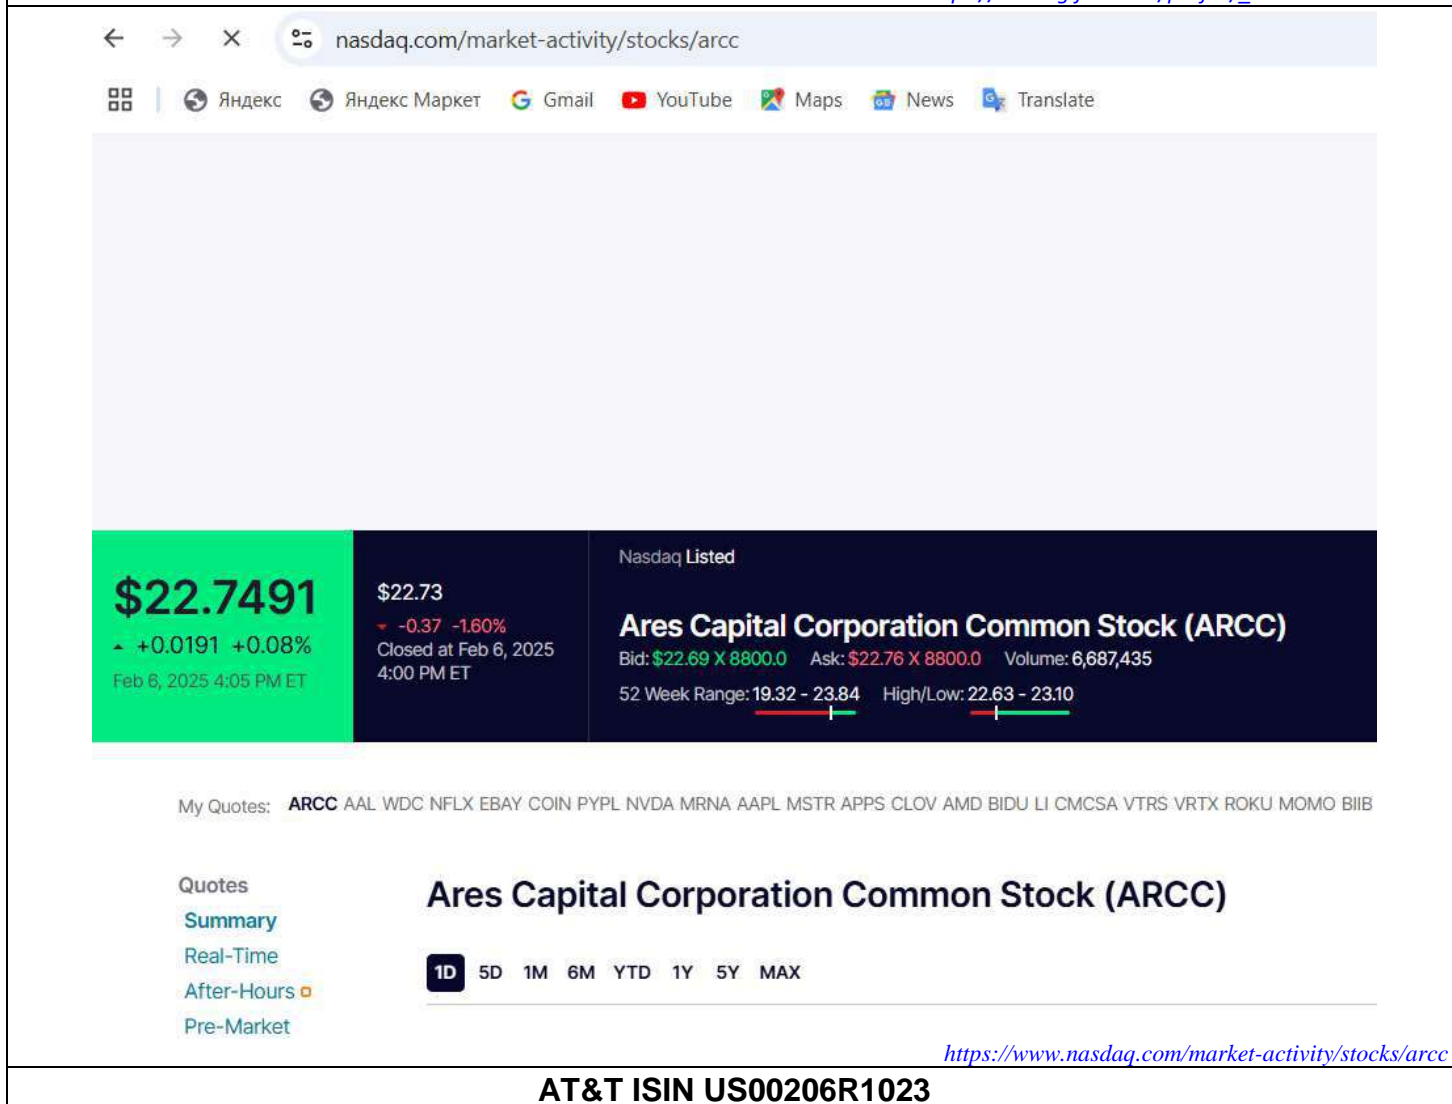 nasdaq.com/market-activity/stocks/arcc
Яндекс Яндекс Маркет Gmail YouTube Maps News Translate
$22.7491
+0.0191 +0.08%
Feb 6, 2025 4:05 PM ET
$22.73
-0.37 -1.60%
Closed at Feb 6, 2025
4:00 PM ET
Nasdaq Listed
Ares Capital Corporation Common Stock (ARCC)
Bid: $22.69 X 8800.0 Ask: $22.76 X 8800.0 Volume: 6,687,435
52 Week Range: 19.32 - 23.84 High/Low: 22.63 - 23.10
My Quotes: ARCC AAL WDC NFLX EBAY COIN PYPL NVDA MRNA AAPL MSTR APPS CLOV AMD BIDU LI CMCSA VTRS VRTX ROKU MOMO BIIB
Quotes
Summary
Real-Time
After-Hours
Pre-Market
Ares Capital Corporation Common Stock (ARCC)
1D 5D 1M 6M YTD 1Y 5Y MAX
https://www.nasdaq.com/market-activity/stocks/arcc
AT&T ISIN US00206R1023